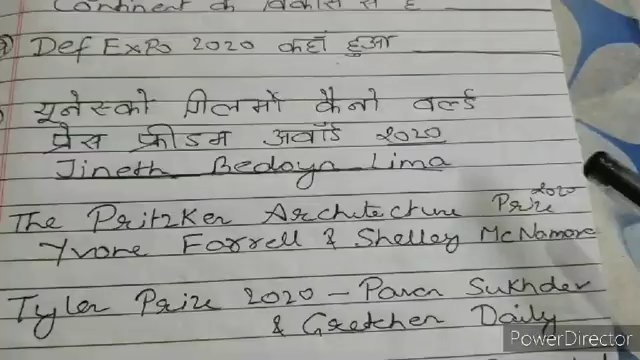 Continent के विकास से है
Def Expo 2020 कहाँ हुआ
यूनेस्को गिलर्मो कैनो वर्ल्ड
प्रेस फ्रीडम अवॉर्ड 2020
Jineth Bedoya Lima
The Pritzker Architecture Prize 2020
Yvone Farrell & Shelley McNamara
Tyler Prize 2020 – Pavan Sukhdev
& Gretchen Daily
PowerDirector